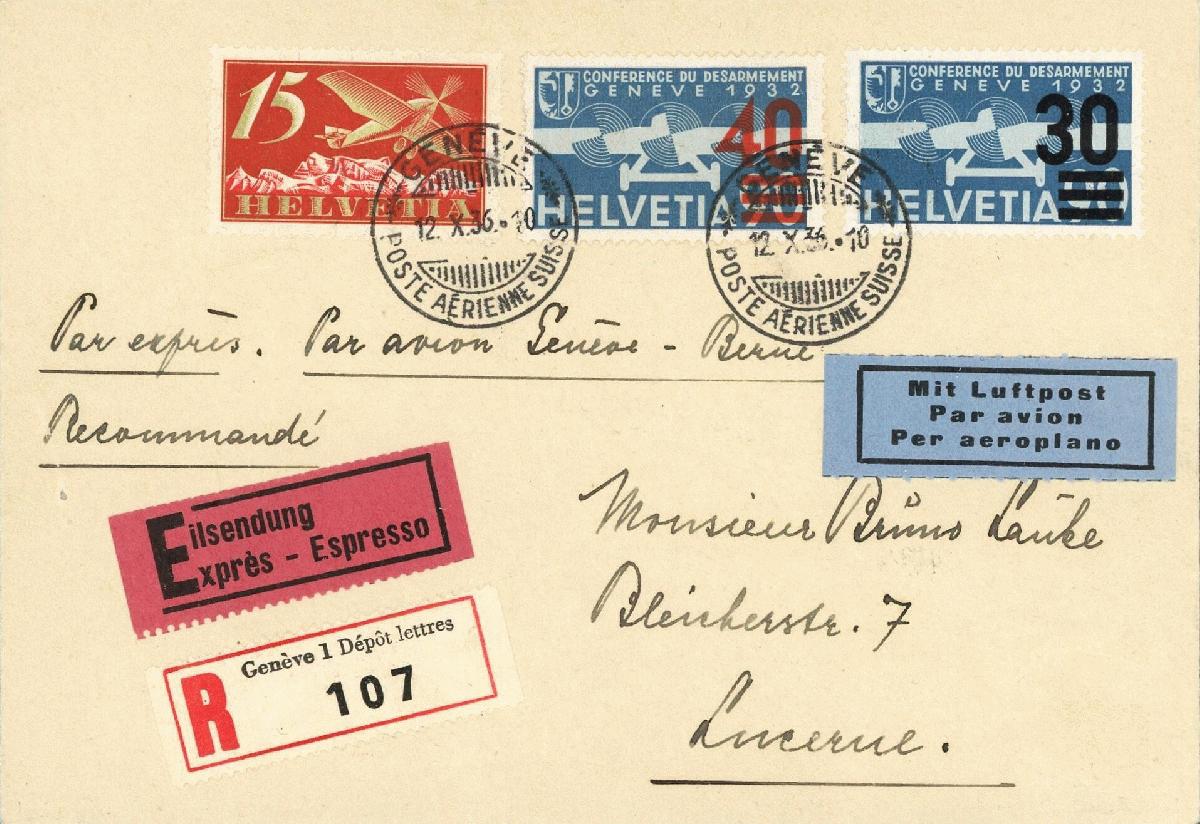 15
HELVETIA
CONFERENCE DU DESARMEMENT
GENEVE 1932
40
90
HELVETIA
CONFERENCE DU DESARMEMENT
GENEVE 1932
30
HELVETIA
GENÈVE
12. X.36.-10
POSTE AÉRIENNE SUISSE
GENÈVE
12. X.36.-10
POSTE AÉRIENNE SUISSE
Par exprès. Par avion Genève - Berne
Recommandé
Mit Luftpost
Par avion
Per aeroplano
Eilsendung
Exprès - Espresso
Genève 1 Dépôt lettres
R 107
Monsieur Bruno
Bleicherstr. 7
Lucerne.